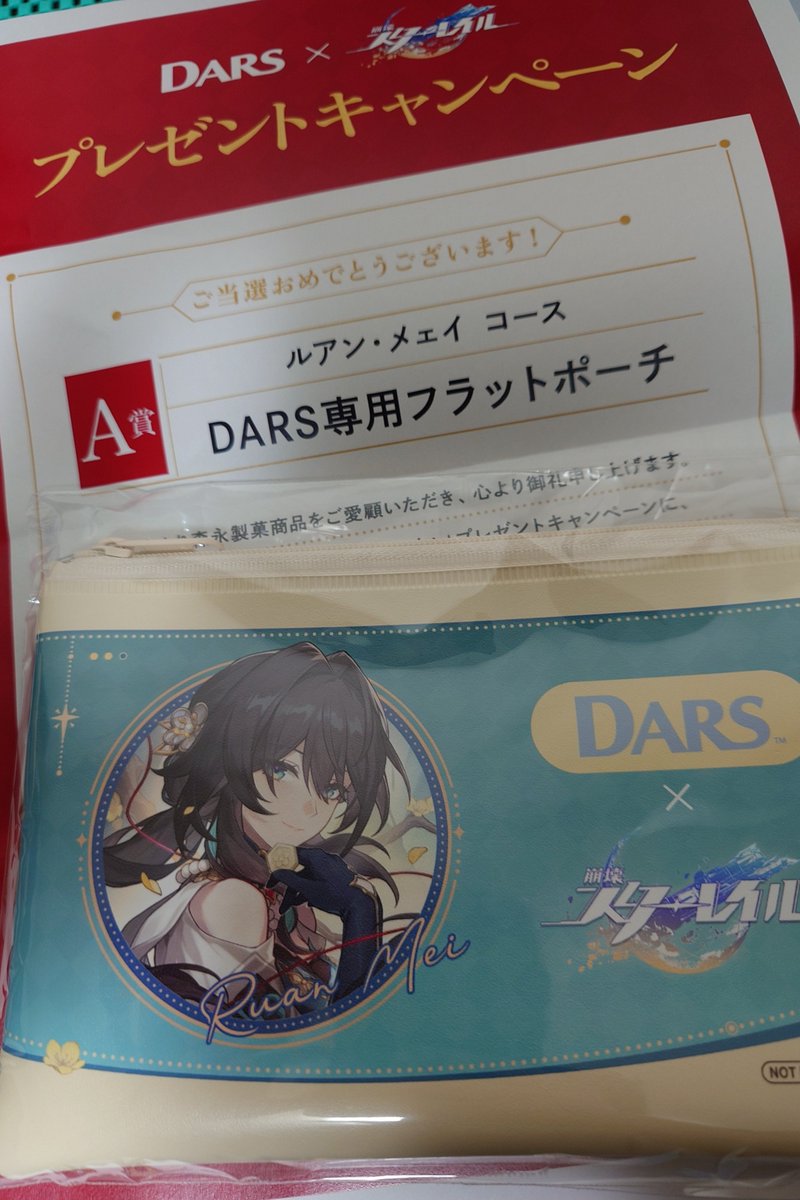 DARS × 崩壊 スターレイル
プレゼントキャンペーン
ご当選おめでとうございます！
ルアン・メェイ コース
A賞
DARS専用フラットポーチ
森永製菓商品をご愛顧いただき、心より御礼申し上げます。
プレゼントキャンペーンに、
DARS™
×
崩壊
スターレイル
Ruan Mei
NOT